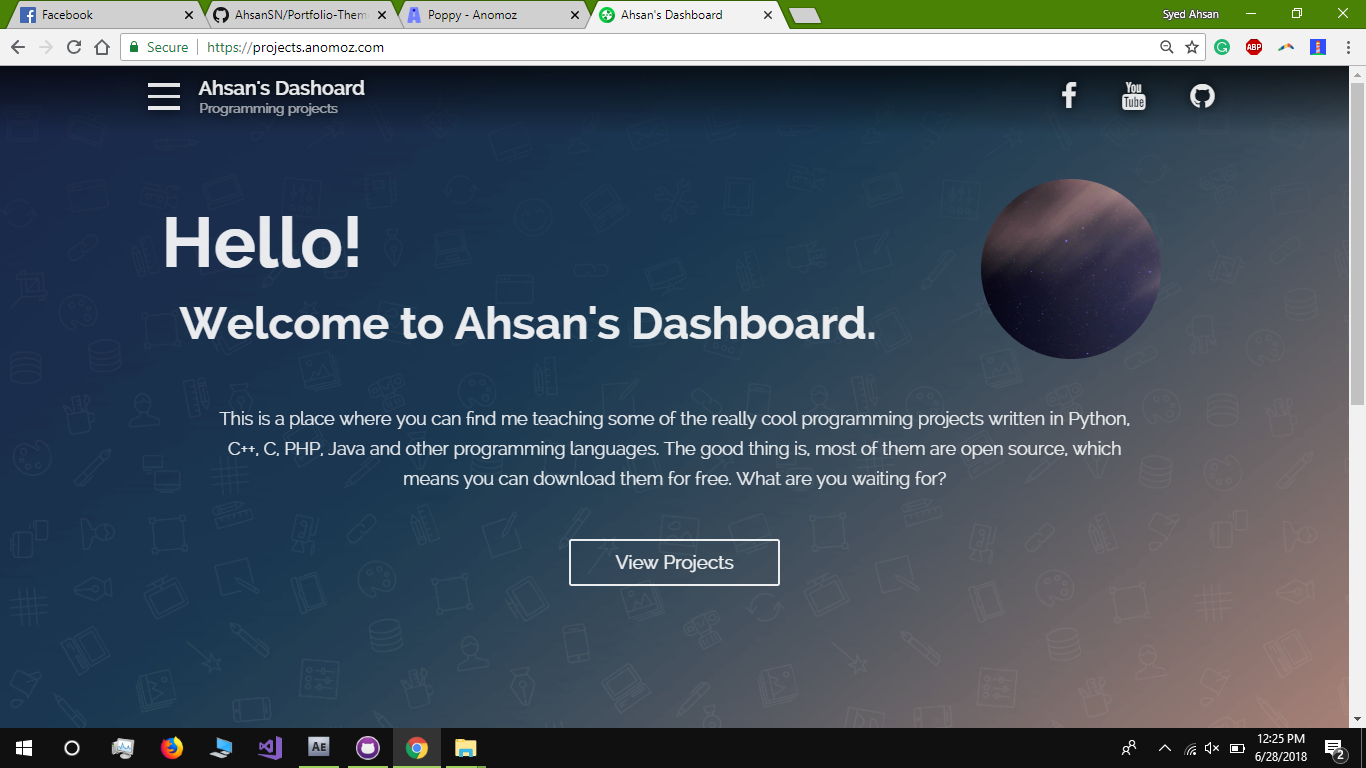 Facebook
AhsanSN/Portfolio-Them
Poppy - Anomoz
Ahsan's Dashboard
Syed Ahsan
Secure
https://projects.anomoz.com
ABP
Ahsan's Dashoard
Programming projects
You
Tube
Hello!
Welcome to Ahsan's Dashboard.
This is a place where you can find me teaching some of the really cool programming projects written in Python,
C++, C, PHP, Java and other programming languages. The good thing is, most of them are open source, which
means you can download them for free. What are you waiting for?
View Projects
Ae
12:25 PM
6/28/2018
2